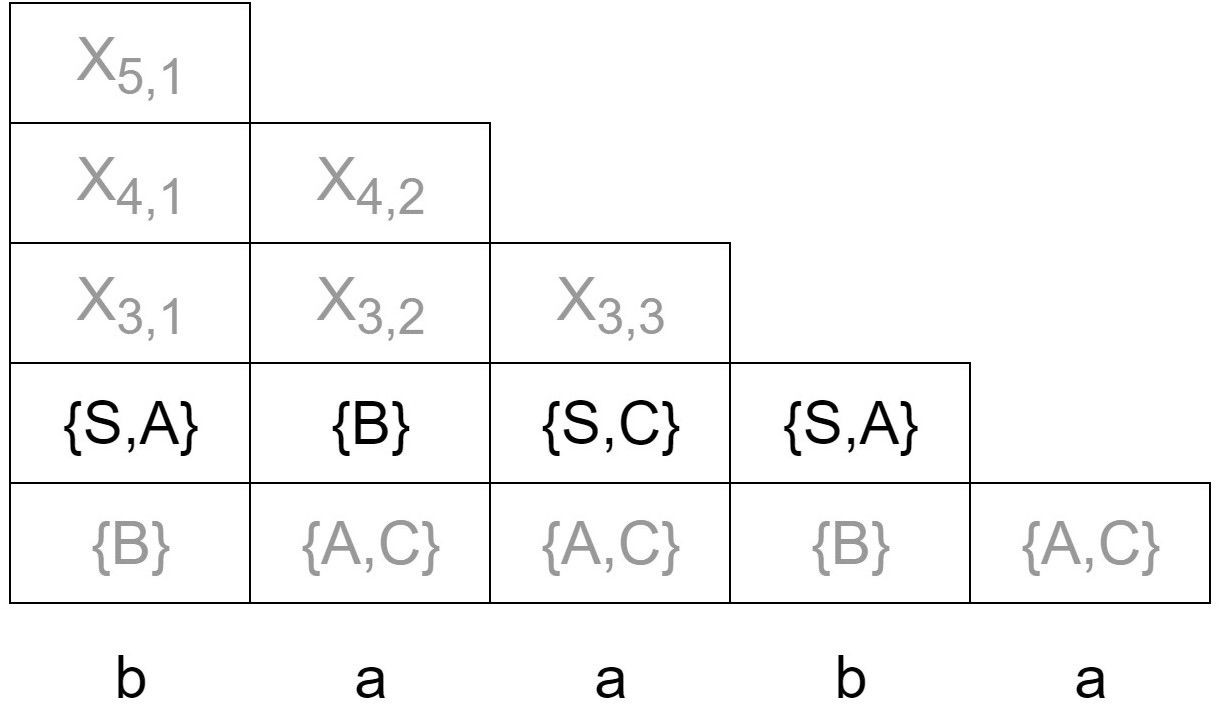 X5,1
X4,1 X4,2
X3,1 X3,2 X3,3
{S,A} {B} {S,C} {S,A}
{B} {A,C} {A,C} {B} {A,C}
b a a b a